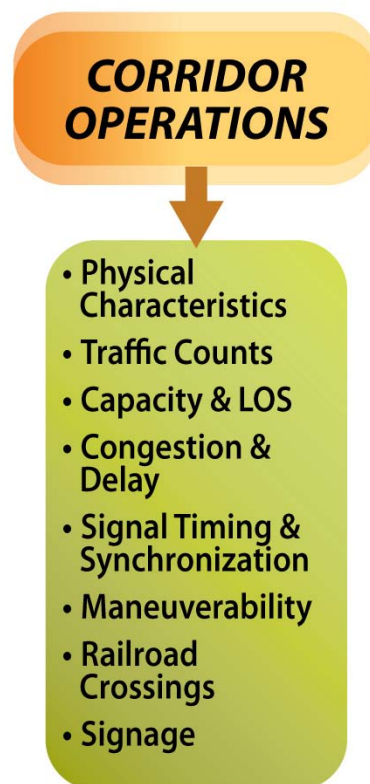 CORRIDOR
OPERATIONS
• Physical
Characteristics
• Traffic Counts
• Capacity & LOS
• Congestion &
Delay
• Signal Timing &
Synchronization
• Maneuverability
• Railroad
Crossings
• Signage